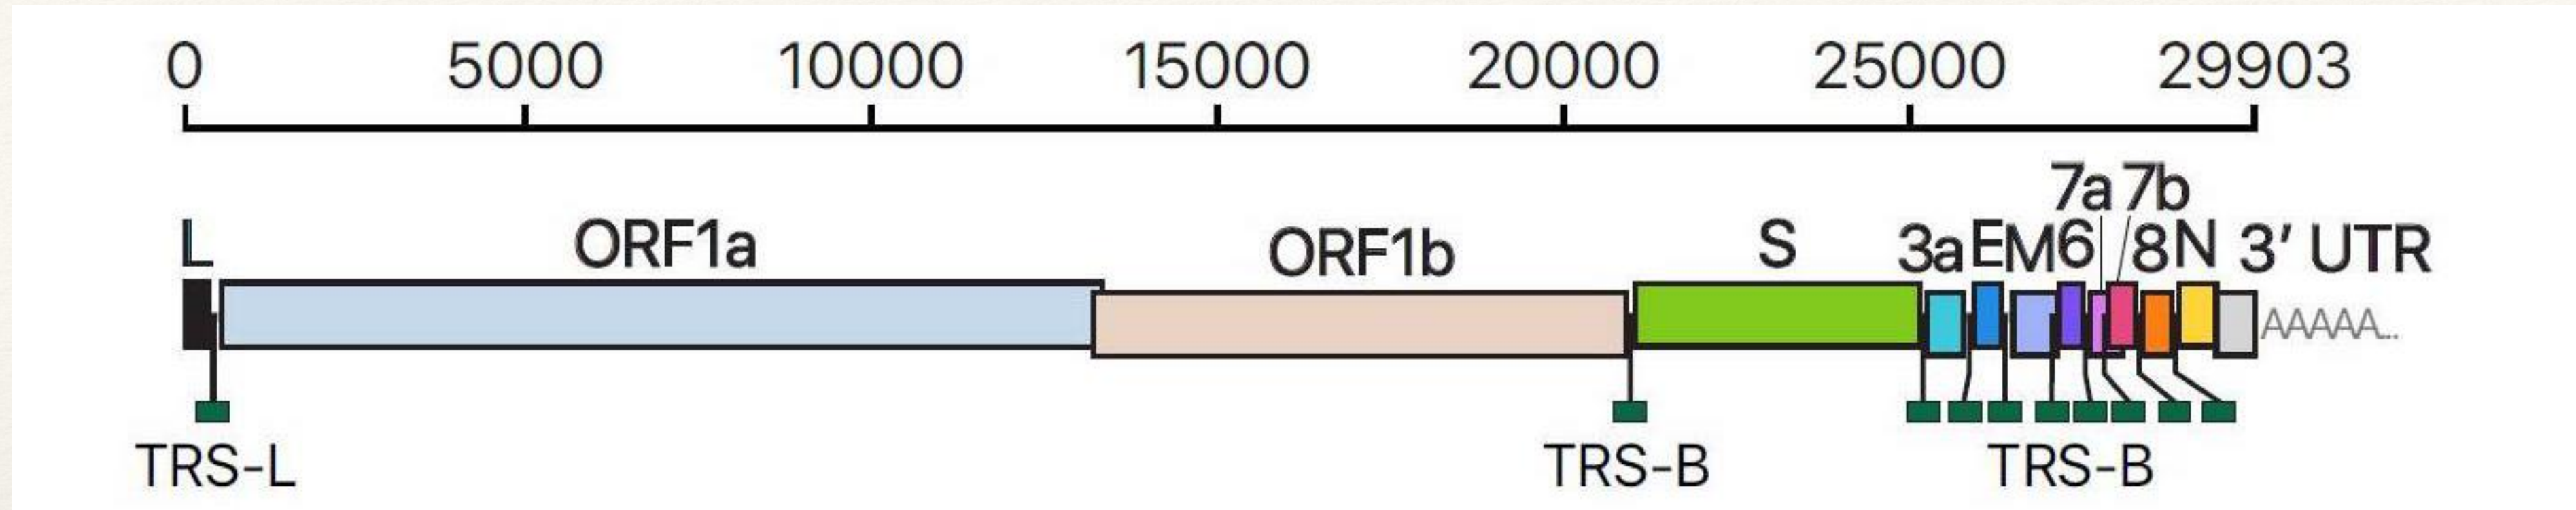 0 5000 10000 15000 20000 25000 29903
7a 7b
L ORF1a ORF1b S 3a E M 6 8 N 3′ UTR
AAAAA...
TRS-L TRS-B TRS-B